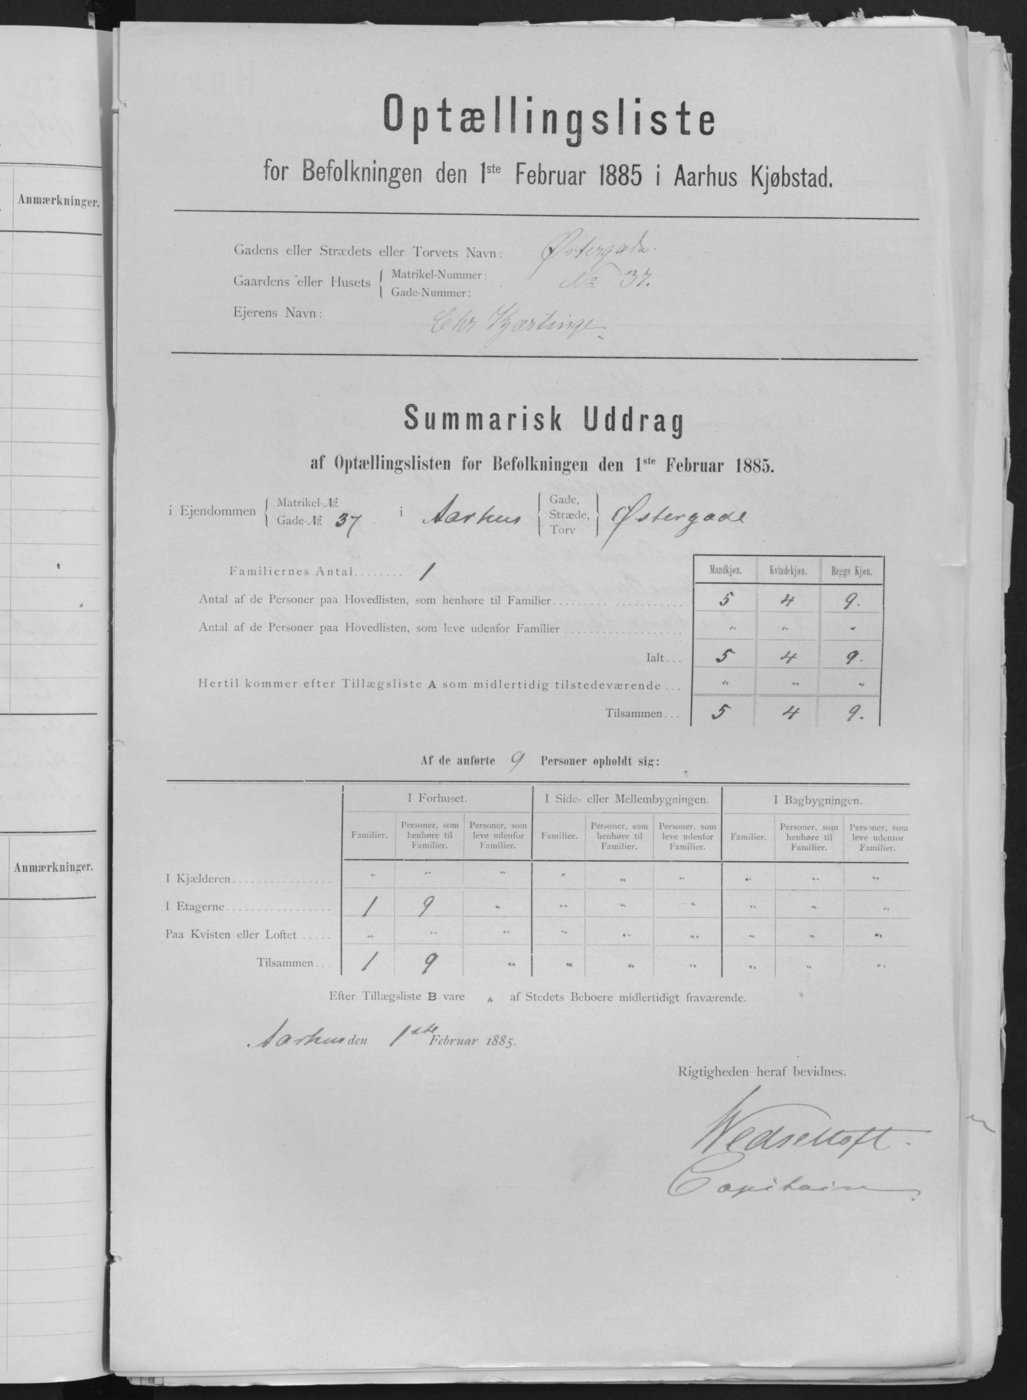 Anmærkninger.
Anmærkninger.
Optællingsliste
for Befolkningen den 1ste Februar 1885 i Aarhus Kjøbstad.
Gadens eller Strædets eller Torvets Navn: Østergade.
Gaardens eller Husets { Matrikel-Nummer:
Gade-Nummer: № 37.
Ejerens Navn: Chr
Summarisk Uddrag
af Optællingslisten for Befolkningen den 1ste Februar 1885.
i Ejendommen { Matrikel-№
Gade-№ 37 i Aarhus { Gade, Stræde, Torv } Østergade
Familiernes Antal........ 1
Mandkjøn. Kvindekjøn. Begge Kjøn.
Antal af de Personer paa Hovedlisten, som henhøre til Familier 5 4 9.
Antal af de Personer paa Hovedlisten, som leve udenfor Familier " " "
Ialt... 5 4 9.
Hertil kommer efter Tillægsliste A som midlertidig tilstedeværende... " " "
Tilsammen... 5 4 9.
Af de anførte 9 Personer opholdt sig:
I Forhuset. I Side- eller Mellembygningen. I Bagbygningen.
Familier. Personer, som henhøre til Familier. Personer, som leve udenfor Familier. Familier. Personer, som henhøre til Familier. Personer, som leve udenfor Familier. Familier. Personer, som henhøre til Familier. Personer, som leve udenfor Familier.
I Kjælderen " " " " " " " " "
I Etagerne 1 9 " " " " " " "
Paa Kvisten eller Loftet " " " " " " " " "
Tilsammen... 1 9 " " " " " " "
Efter Tillægsliste B vare " af Stedets Beboere midlertidigt fraværende.
Aarhus den 1ste Februar 1885.
Rigtigheden heraf bevidnes.
Wedseltoft.
Capitain